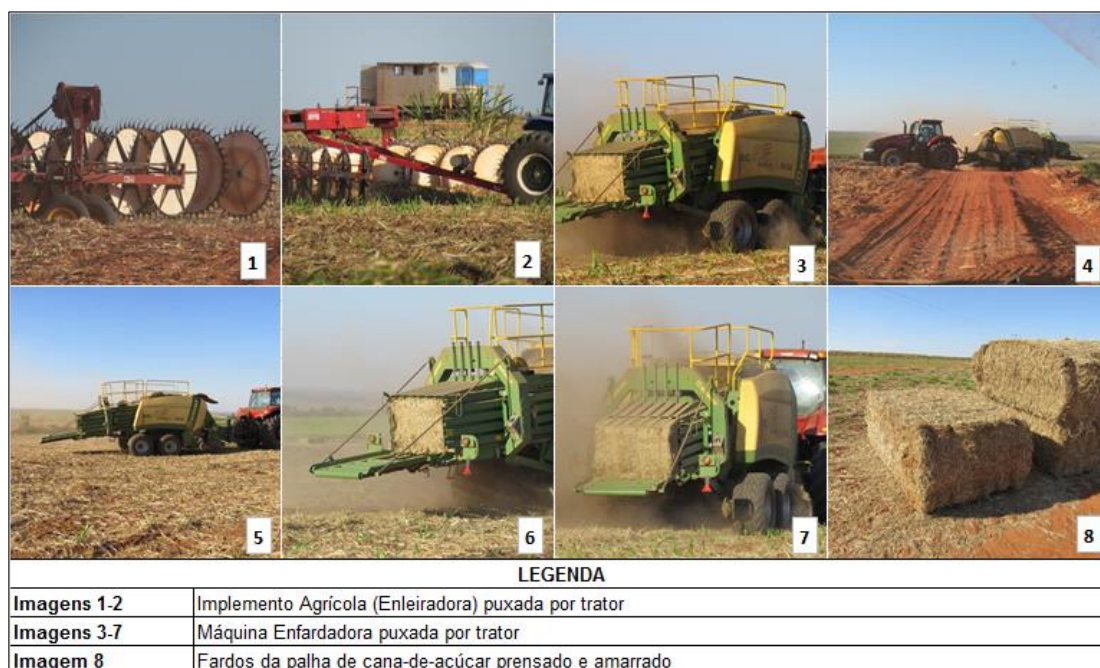 1
2
3
4
5
6
7
8
LEGENDA
Imagens 1-2 Implemento Agrícola (Enleiradora) puxada por trator
Imagens 3-7 Máquina Enfardadora puxada por trator
Imagem 8 Fardos da palha de cana-de-açúcar prensado e amarrado